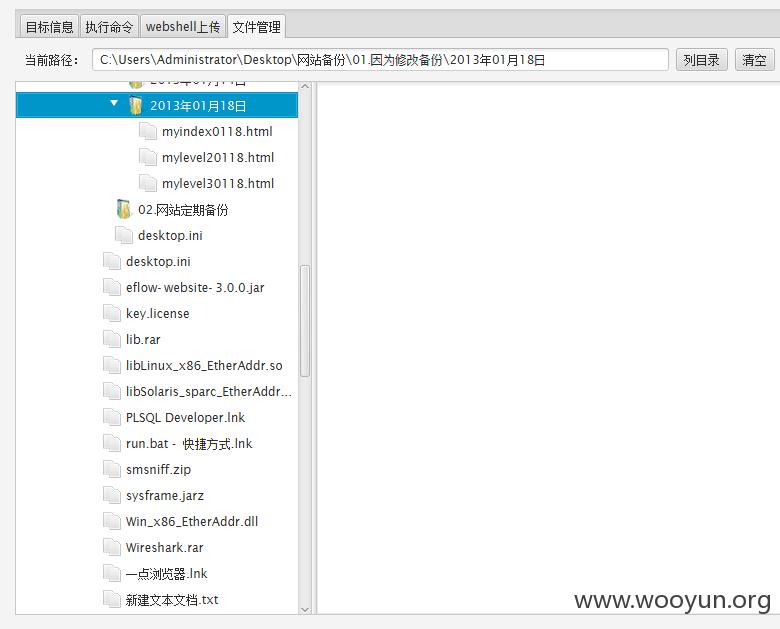 目标信息 执行命令 webshell上传 文件管理
当前路径： C:\Users\Administrator\Desktop\网站备份\01.因为修改备份\2013年01月18日 列目录 清空
2013年01月18日
myindex0118.html
mylevel20118.html
mylevel30118.html
02.网站定期备份
desktop.ini
desktop.ini
eflow-website-3.0.0.jar
key.license
lib.rar
libLinux_x86_EtherAddr.so
libSolaris_sparc_EtherAddr...
PLSQL Developer.lnk
run.bat - 快捷方式.lnk
smsniff.zip
sysframe.jarz
Win_x86_EtherAddr.dll
Wireshark.rar
一点浏览器.lnk
新建文本文档.txt
www.wooyun.org